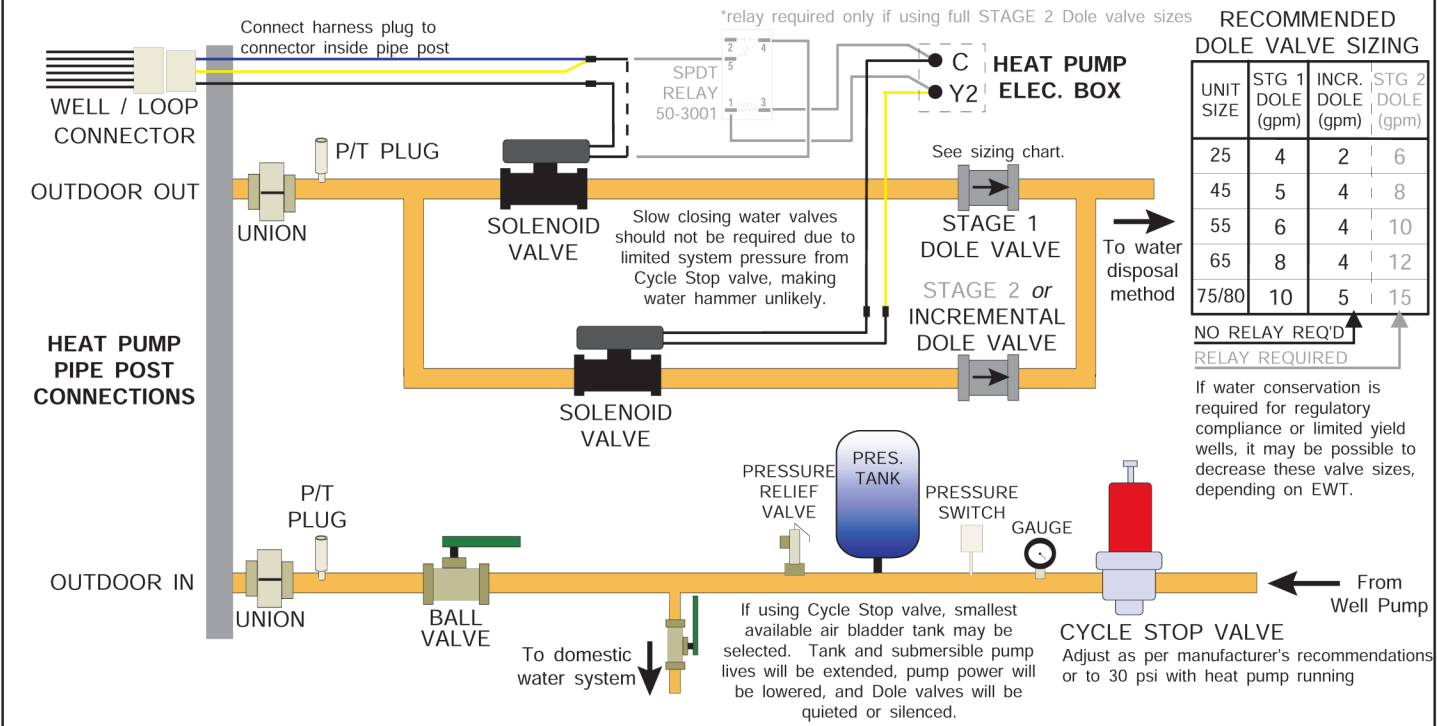 *relay required only if using full STAGE 2 Dole valve sizes
Connect harness plug to
connector inside pipe post
WELL / LOOP
CONNECTOR
2 4
5
1 3
SPDT
RELAY
50-3001
C
Y2
HEAT PUMP
ELEC. BOX
P/T PLUG
OUTDOOR OUT
UNION
SOLENOID
VALVE
Slow closing water valves
should not be required due to
limited system pressure from
Cycle Stop valve, making
water hammer unlikely.
See sizing chart.
STAGE 1
DOLE VALVE
To water
disposal
method
STAGE 2 or
INCREMENTAL
DOLE VALVE
SOLENOID
VALVE
HEAT PUMP
PIPE POST
CONNECTIONS
RECOMMENDED
DOLE VALVE SIZING
UNIT SIZE STG 1 DOLE (gpm) INCR. DOLE (gpm) STG 2 DOLE (gpm)
25 4 2 6
45 5 4 8
55 6 4 10
65 8 4 12
75/80 10 5 15
NO RELAY REQ'D
RELAY REQUIRED
If water conservation is
required for regulatory
compliance or limited yield
wells, it may be possible to
decrease these valve sizes,
depending on EWT.
P/T
PLUG
OUTDOOR IN
UNION
BALL
VALVE
To domestic
water system
PRESSURE
RELIEF
VALVE
PRES.
TANK
PRESSURE
SWITCH
GAUGE
If using Cycle Stop valve, smallest
available air bladder tank may be
selected. Tank and submersible pump
lives will be extended, pump power will
be lowered, and Dole valves will be
quieted or silenced.
From
Well Pump
CYCLE STOP VALVE
Adjust as per manufacturer's recommendations
or to 30 psi with heat pump running